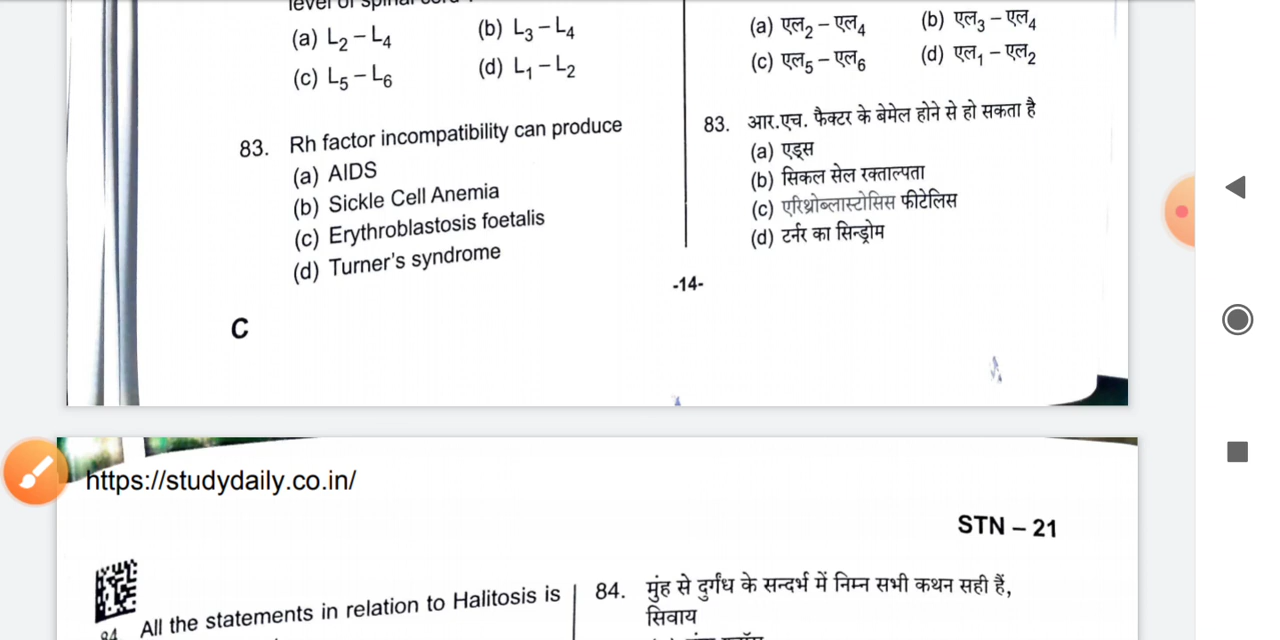 level of
(a) L₂ – L₄ (b) L₃ – L₄
(c) L₅ – L₆ (d) L₁ – L₂
83. Rh factor incompatibility can produce
(a) AIDS
(b) Sickle Cell Anemia
(c) Erythroblastosis foetalis
(d) Turner's syndrome
C
(a) एल₂ – एल₄ (b) एल₃ – एल₄
(c) एल₅ – एल₆ (d) एल₁ – एल₂
83. आर.एच. फैक्टर के बेमेल होने से हो सकता है
(a) एड्स
(b) सिकल सेल रक्ताल्पता
(c) एरिथ्रोब्लास्टोसिस फीटेलिस
(d) टर्नर का सिन्ड्रोम
-14-
https://studydaily.co.in/
STN – 21
84. All the statements in relation to Halitosis is
84. मुंह से दुर्गंध के सन्दर्भ में निम्न सभी कथन सही हैं,
सिवाय